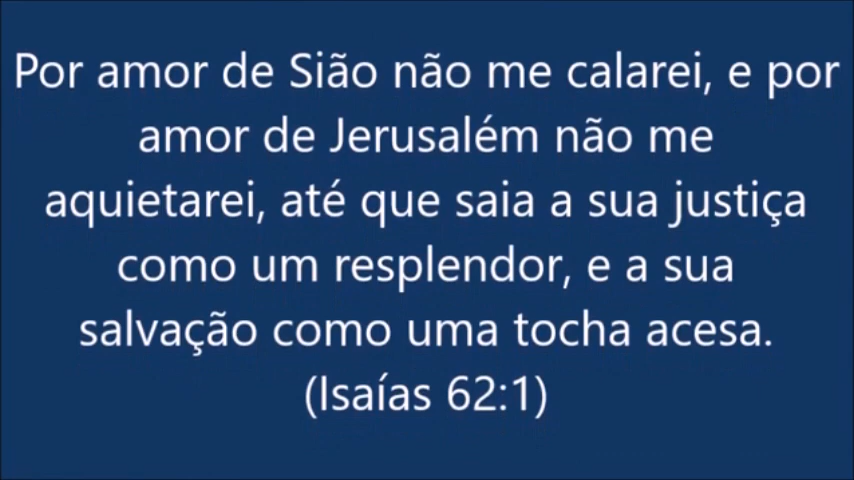 Por amor de Sião não me calarei, e por
amor de Jerusalém não me
aquietarei, até que saia a sua justiça
como um resplendor, e a sua
salvação como uma tocha acesa.
(Isaías 62:1)